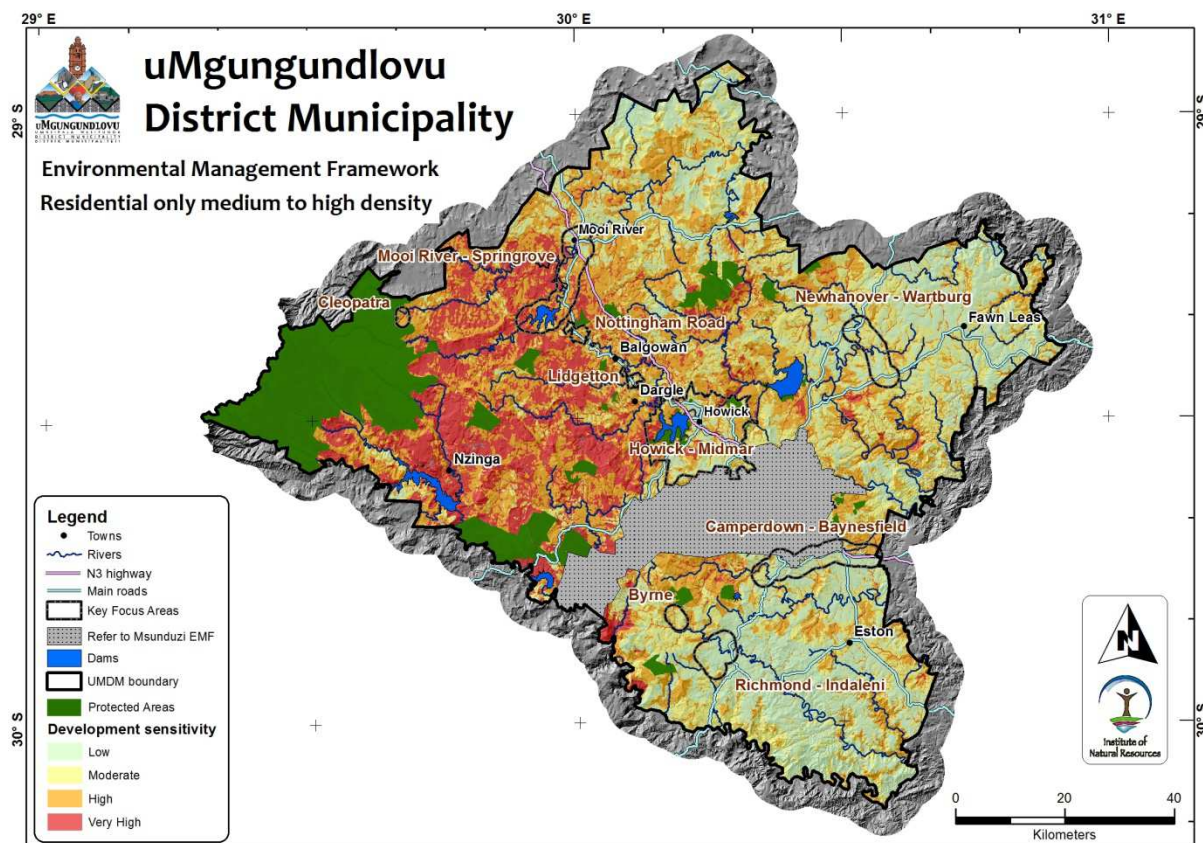 29° E
30° E
31° E
uMgungundlovu
District Municipality
uMGUNGUNDLOVU
DISTRICT MUNICIPALITY
Environmental Management Framework
Residential only medium to high density
29° S
29° S
Mooi River
Mooi River - Springrove
Cleopatra
Newhanover - Wartburg
Fawn Leas
Nottingham Road
Balgowan
Lidgetton
Dargle
Howick
Howick - Midmar
Nzinga
Camperdown - Baynesfield
Byrne
Eston
Richmond - Indaleni
Legend
Towns
Rivers
N3 highway
Main roads
Key Focus Areas
Refer to Msunduzi EMF
Dams
UMDM boundary
Protected Areas
Development sensitivity
Low
Moderate
High
Very High
30° S
30° S
N
Institute of
Natural Resources
0 20 40
Kilometers